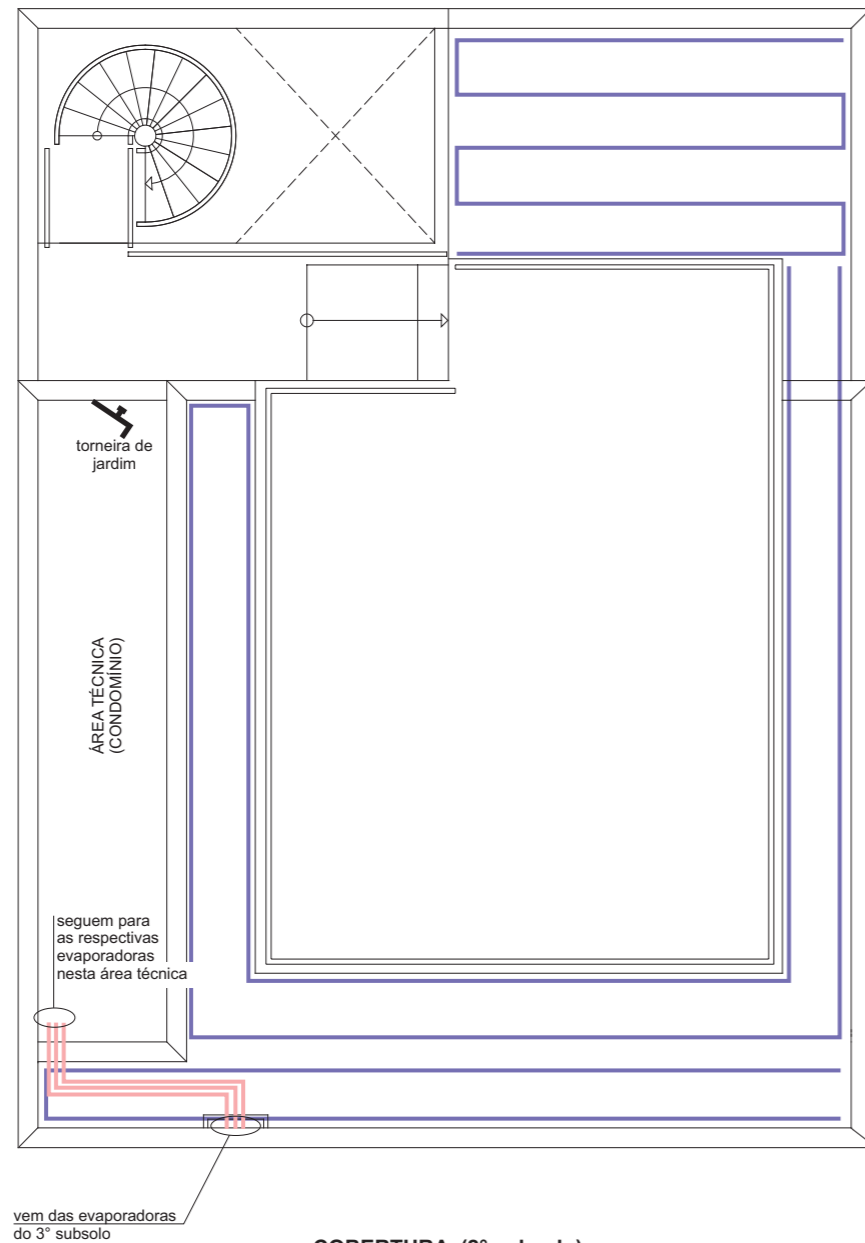 torneira de
jardim
ÁREA TÉCNICA
(CONDOMÍNIO)
seguem para
as respectivas
evaporadoras
nesta área técnica
vem das evaporadoras
do 3° subsolo